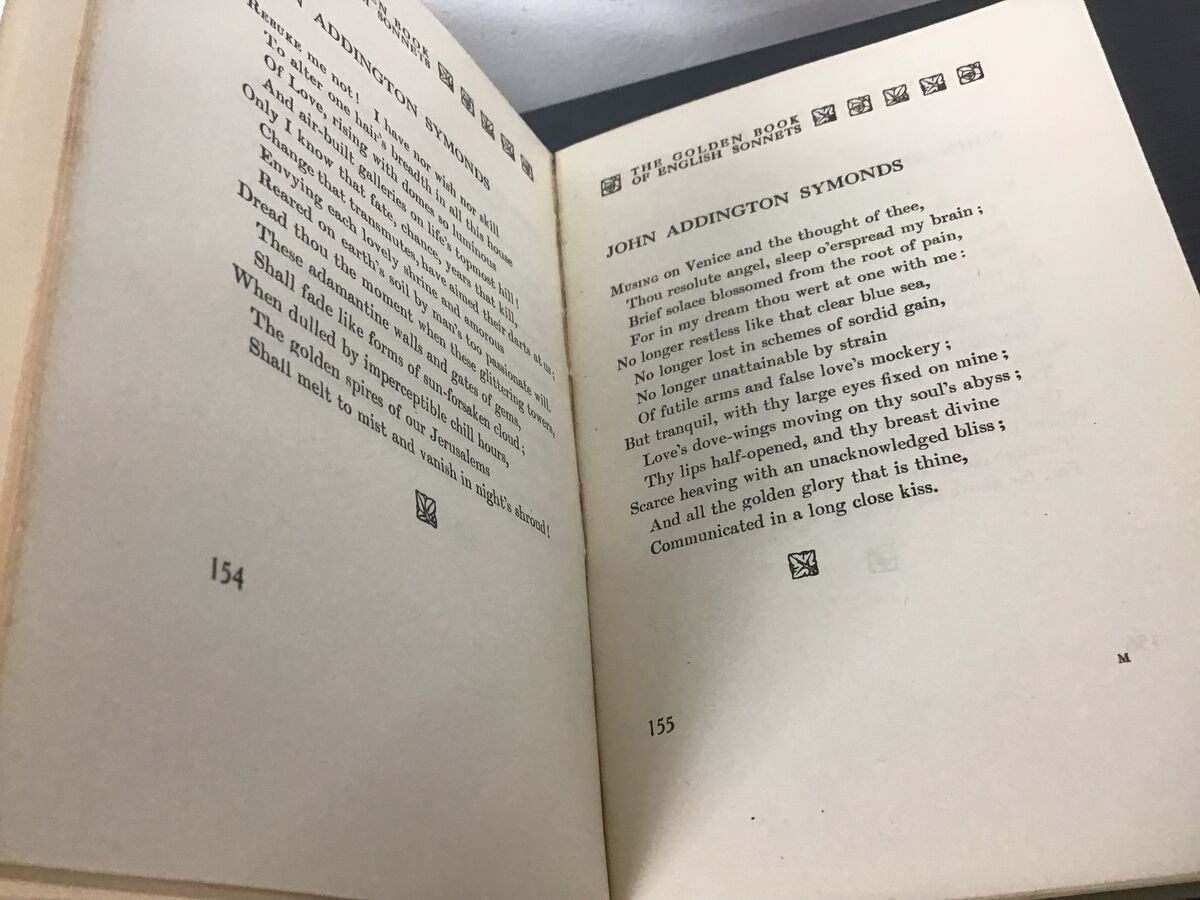 N BOOK
SONNETS
ADDINGTON SYMONDS
REBUKE me not! I have nor wish nor skill
To alter one hair's breadth in all this house
Of Love, rising with domes so luminous
And air-built galleries on life's topmost hill!
Only I know that fate, chance, years that kill,
Change that transmutes, have aimed their darts at us;
Envying each lovely shrine and amorous
Reared on earth's soil by man's too passionate will.
Dread thou the moment when these glittering towers,
These adamantine walls and gates of gems,
Shall fade like forms of sun-forsaken cloud;
When dulled by imperceptible chill hours,
The golden spires of our Jerusalems
Shall melt to mist and vanish in night's shroud!
154
THE GOLDEN BOOK
OF ENGLISH SONNETS
JOHN ADDINGTON SYMONDS
MUSING on Venice and the thought of thee,
Thou resolute angel, sleep o'erspread my brain;
Brief solace blossomed from the root of pain,
For in my dream thou wert at one with me:
No longer restless like that clear blue sea,
No longer lost in schemes of sordid gain,
No longer unattainable by strain
Of futile arms and false love's mockery;
But tranquil, with thy large eyes fixed on mine;
Love's dove-wings moving on thy soul's abyss;
Thy lips half-opened, and thy breast divine
Scarce heaving with an unacknowledged bliss;
And all the golden glory that is thine,
Communicated in a long close kiss.
M
155